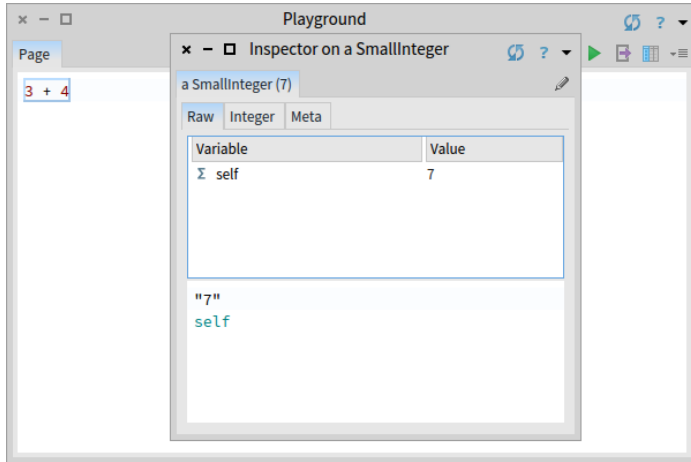 Playground
?
Page
3 + 4
Inspector on a SmallInteger
?
a SmallInteger (7)
Raw Integer Meta
Variable Value
Σ self 7
"7"
self